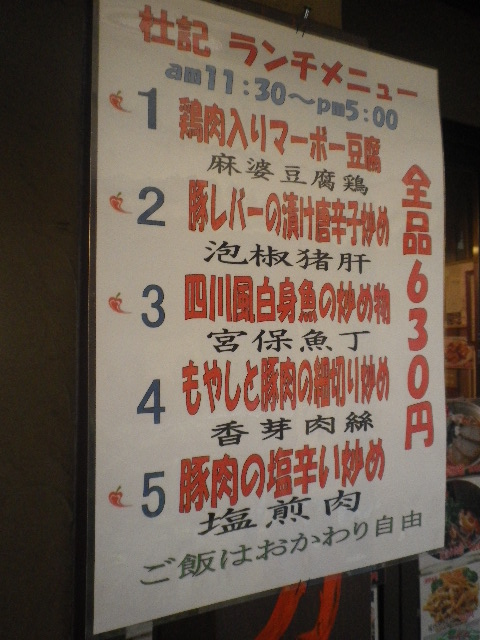 杜記 ランチメニュー
am11:30〜pm5:00
1 鶏肉入りマーボー豆腐
麻婆豆腐鶏
2 豚レバーの漬け唐辛子炒め
泡椒猪肝
3 四川風白身魚の炒め物
宮保魚丁
4 もやしと豚肉の細切り炒め
香芽肉絲
5 豚肉の塩辛い炒め
塩煎肉
ご飯はおかわり自由
全品630円